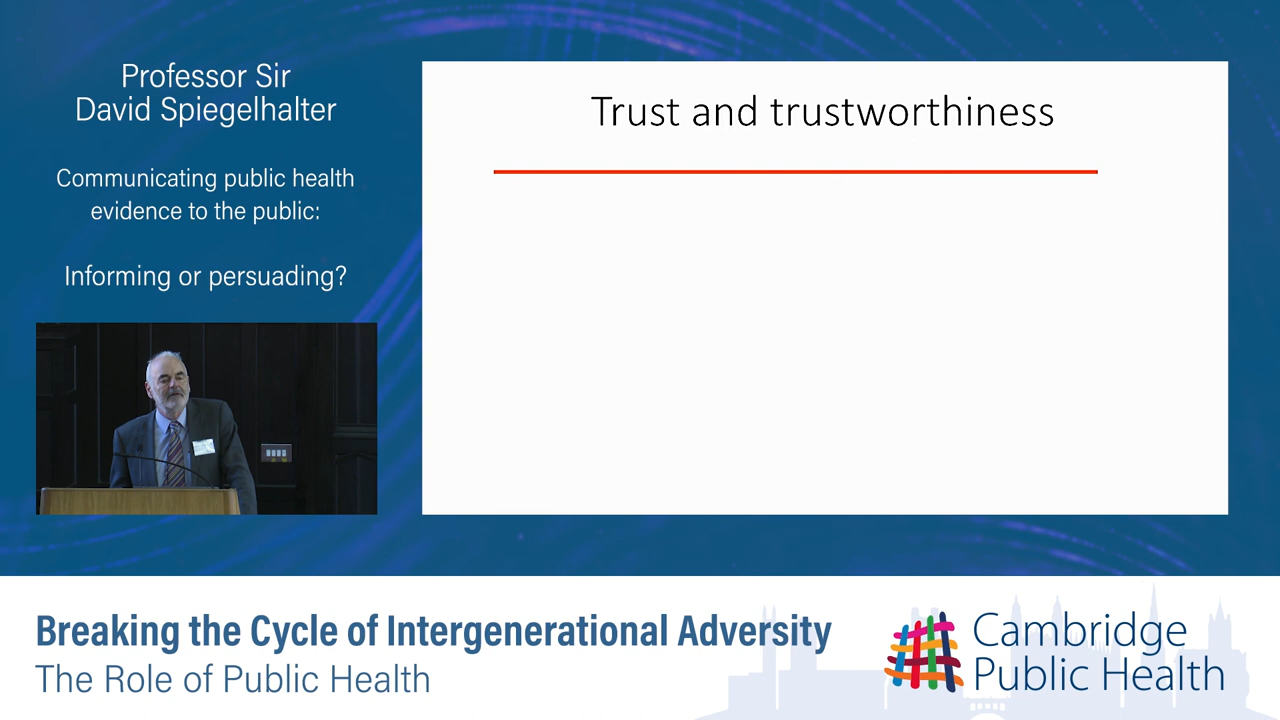 Professor Sir
David Spiegelhalter
Communicating public health
evidence to the public:
Informing or persuading?
Trust and trustworthiness
Breaking the Cycle of Intergenerational Adversity
The Role of Public Health
Cambridge
Public Health